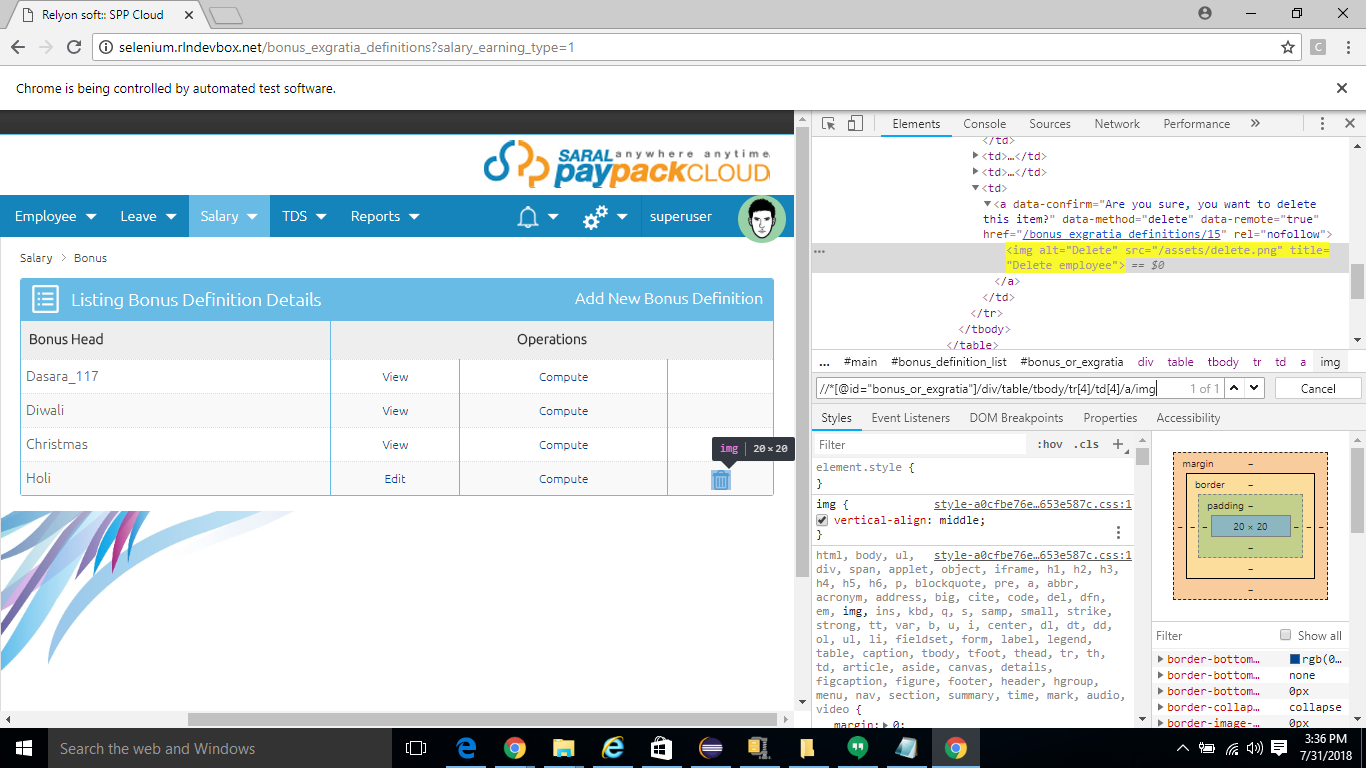 Relyon soft:: SPP Cloud
selenium.rlndevbox.net/bonus_exgratia_definitions?salary_earning_type=1
C
Chrome is being controlled by automated test software.
SARAL anywhere anytime
paypackCLOUD
Employee Leave Salary TDS Reports superuser
Salary > Bonus
Listing Bonus Definition Details Add New Bonus Definition
Bonus Head Operations
Dasara_117 View Compute
Diwali View Compute
Christmas View Compute
Holi Edit Compute
img 20 × 20
Elements Console Sources Network Performance »
</td>
<td>…</td>
<td>…</td>
<td>
<a data-confirm="Are you sure, you want to delete
this item?" data-method="delete" data-remote="true"
href="/bonus_exgratia_definitions/15" rel="nofollow">
… <img alt="Delete" src="/assets/delete.png" title=
"Delete employee"> == $0
</a>
</td>
</tr>
</tbody>
</table>
... #main #bonus_definition_list #bonus_or_exgratia div table tbody tr td a img
//*[@id="bonus_or_exgratia"]/div/table/tbody/tr[4]/td[4]/a/img 1 of 1 Cancel
Styles Event Listeners DOM Breakpoints Properties Accessibility
Filter :hov .cls +
element.style {
}
img { style-a0cfbe76e…653e587c.css:1
vertical-align: middle;
}
html, body, ul, style-a0cfbe76e…653e587c.css:1
div, span, applet, object, iframe, h1, h2, h3,
h4, h5, h6, p, blockquote, pre, a, abbr,
acronym, address, big, cite, code, del, dfn,
em, img, ins, kbd, q, s, samp, small, strike,
strong, tt, var, b, u, i, center, dl, dt, dd,
ol, ul, li, fieldset, form, label, legend,
table, caption, tbody, tfoot, thead, tr, th,
td, article, aside, canvas, details,
figcaption, figure, footer, header, hgroup,
menu, nav, section, summary, time, mark, audio,
video {
margin: 0;
margin –
border –
padding –
– – – 20 × 20 – – –
–
–
–
Filter Show all
border-bottom… rgb(0…
border-bottom… none
border-bottom… 0px
border-collap… collapse
border-image-… 0px
Search the web and Windows
3:36 PM
7/31/2018